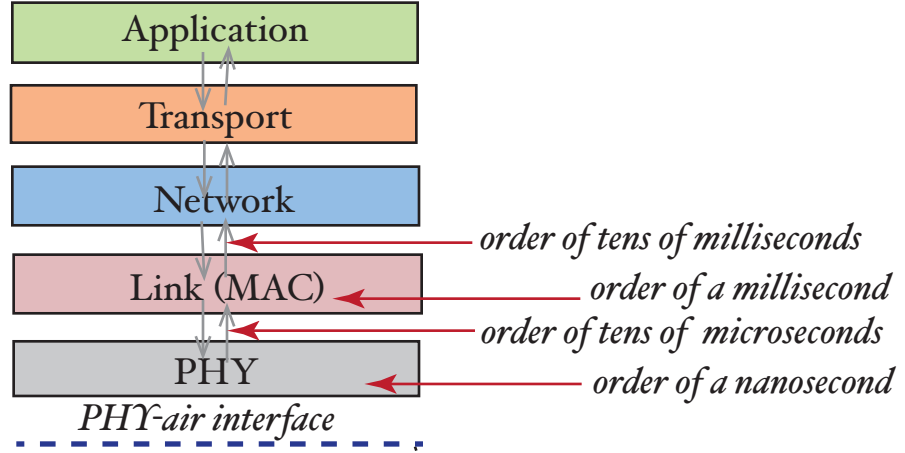 Application
Transport
Network
order of tens of milliseconds
Link (MAC)
order of a millisecond
order of tens of microseconds
PHY
order of a nanosecond
PHY-air interface